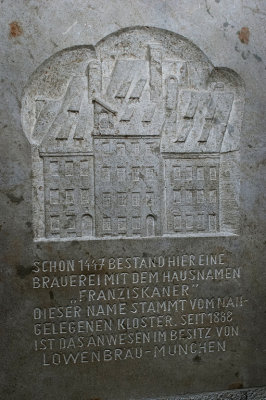 SCHON 1447 BESTAND HIER EINE
BRAUEREI MIT DEM HAUSNAMEN
„FRANZISKANER"
DIESER NAME STAMMT VOM NAH-
GELEGENEN KLOSTER. SEIT 1858
IST DAS ANWESEN IM BESITZ VON
LÖWENBRÄU-MÜNCHEN